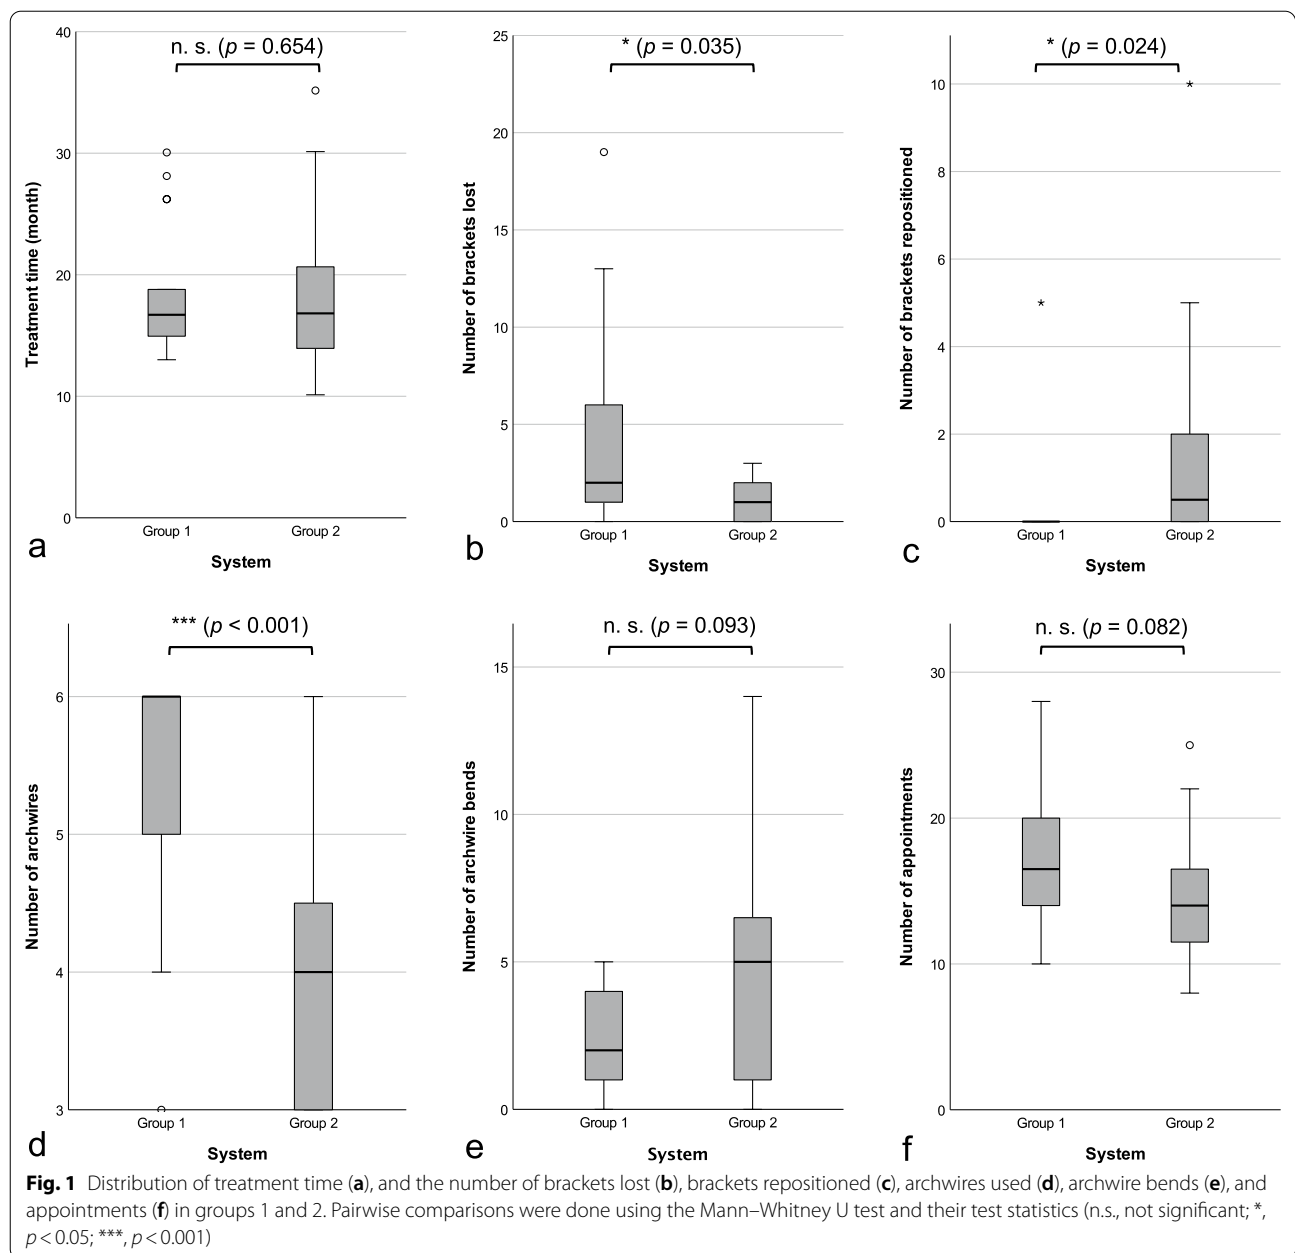 n. s. (p = 0.654)
40
30
20
10
0
Treatment time (month)
Group 1 Group 2
System
a
* (p = 0.035)
25
20
15
10
5
0
Number of brackets lost
Group 1 Group 2
System
b
* (p = 0.024)
10
8
6
4
2
0
Number of brackets repositioned
Group 1 Group 2
System
c
*** (p < 0.001)
6
5
4
3
Number of archwires
Group 1 Group 2
System
d
n. s. (p = 0.093)
15
10
5
0
Number of archwire bends
Group 1 Group 2
System
e
n. s. (p = 0.082)
30
20
10
0
Number of appointments
Group 1 Group 2
System
f
Fig. 1 Distribution of treatment time (a), and the number of brackets lost (b), brackets repositioned (c), archwires used (d), archwire bends (e), and
appointments (f) in groups 1 and 2. Pairwise comparisons were done using the Mann–Whitney U test and their test statistics (n.s., not significant; *,
p < 0.05; ***, p < 0.001)